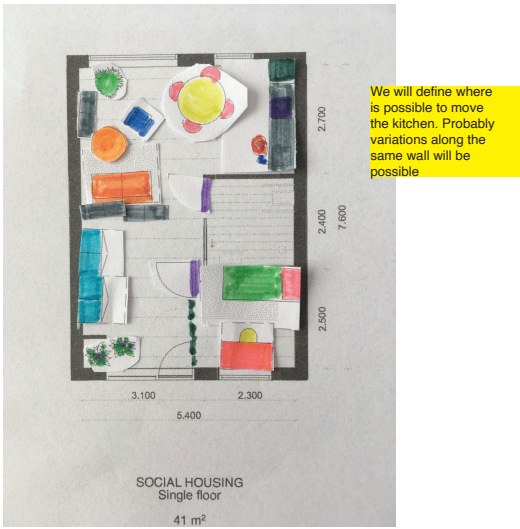 We will define where
is possible to move
the kitchen. Probably
variations along the
same wall will be
possible
2.700
2.400
7.600
2.500
3.100
2.300
5.400
SOCIAL HOUSING
Single floor
41 m²